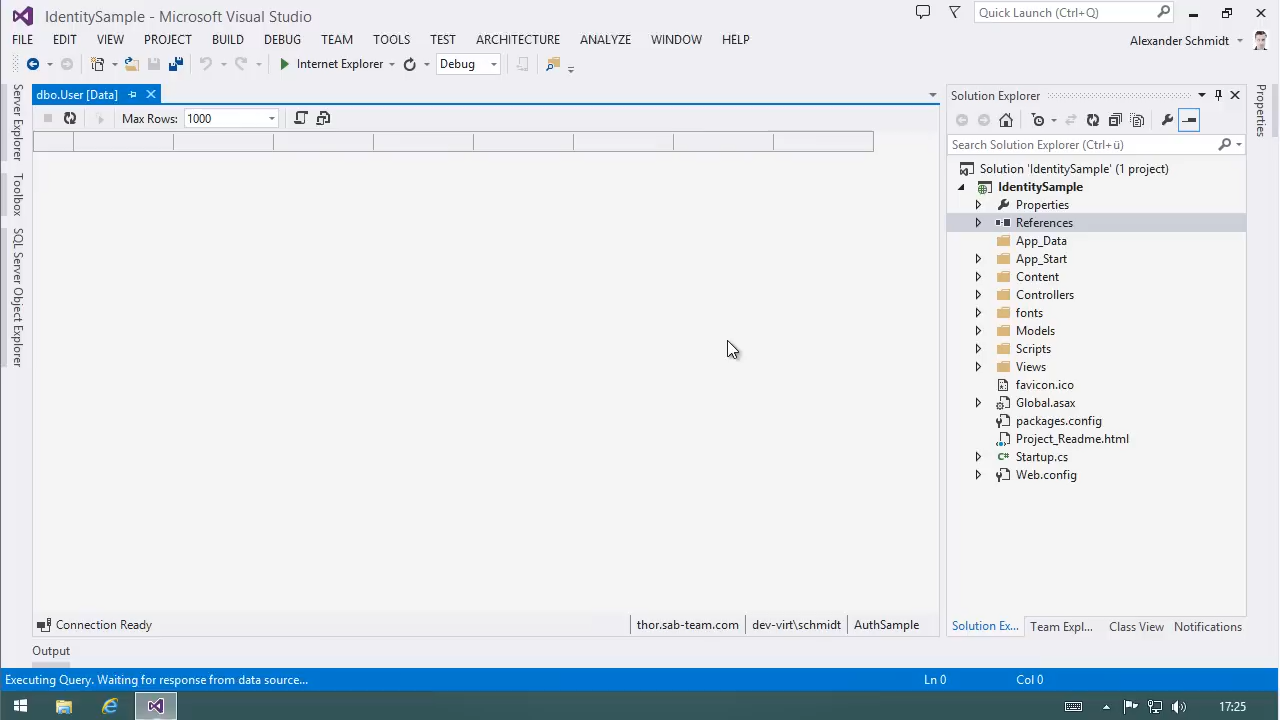 IdentitySample - Microsoft Visual Studio
Quick Launch (Ctrl+Q)
FILE EDIT VIEW PROJECT BUILD DEBUG TEAM TOOLS TEST ARCHITECTURE ANALYZE WINDOW HELP
Alexander Schmidt
Internet Explorer
Debug
Server Explorer
Toolbox
SQL Server Object Explorer
dbo.User [Data]
Max Rows: 1000
Solution Explorer
Search Solution Explorer (Ctrl+ü)
Solution 'IdentitySample' (1 project)
IdentitySample
Properties
References
App_Data
App_Start
Content
Controllers
fonts
Models
Scripts
Views
favicon.ico
Global.asax
packages.config
Project_Readme.html
Startup.cs
Web.config
Properties
Connection Ready
thor.sab-team.com
dev-virt\schmidt
AuthSample
Solution Ex... Team Expl... Class View Notifications
Output
Executing Query. Waiting for response from data source...
Ln 0
Col 0
17:25